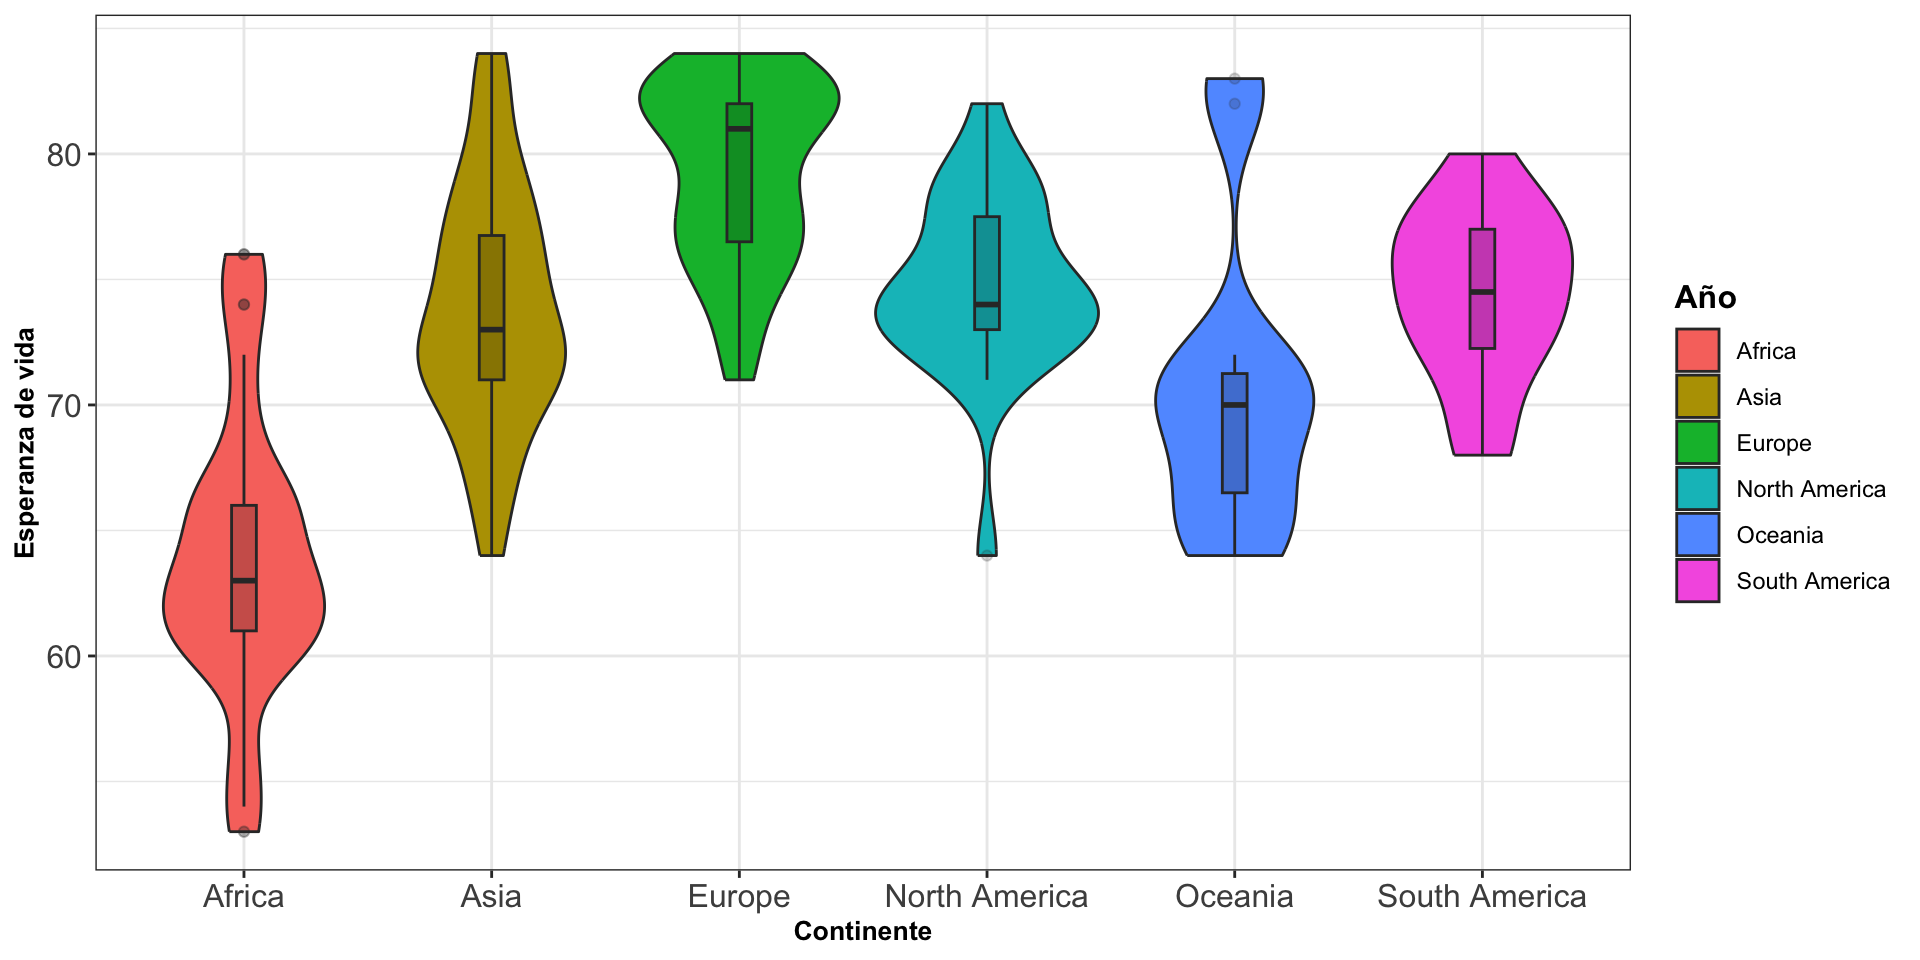 Esperanza de vida
80
70
60
Africa
Asia
Europe
North America
Oceania
South America
Continente
Año
Africa
Asia
Europe
North America
Oceania
South America